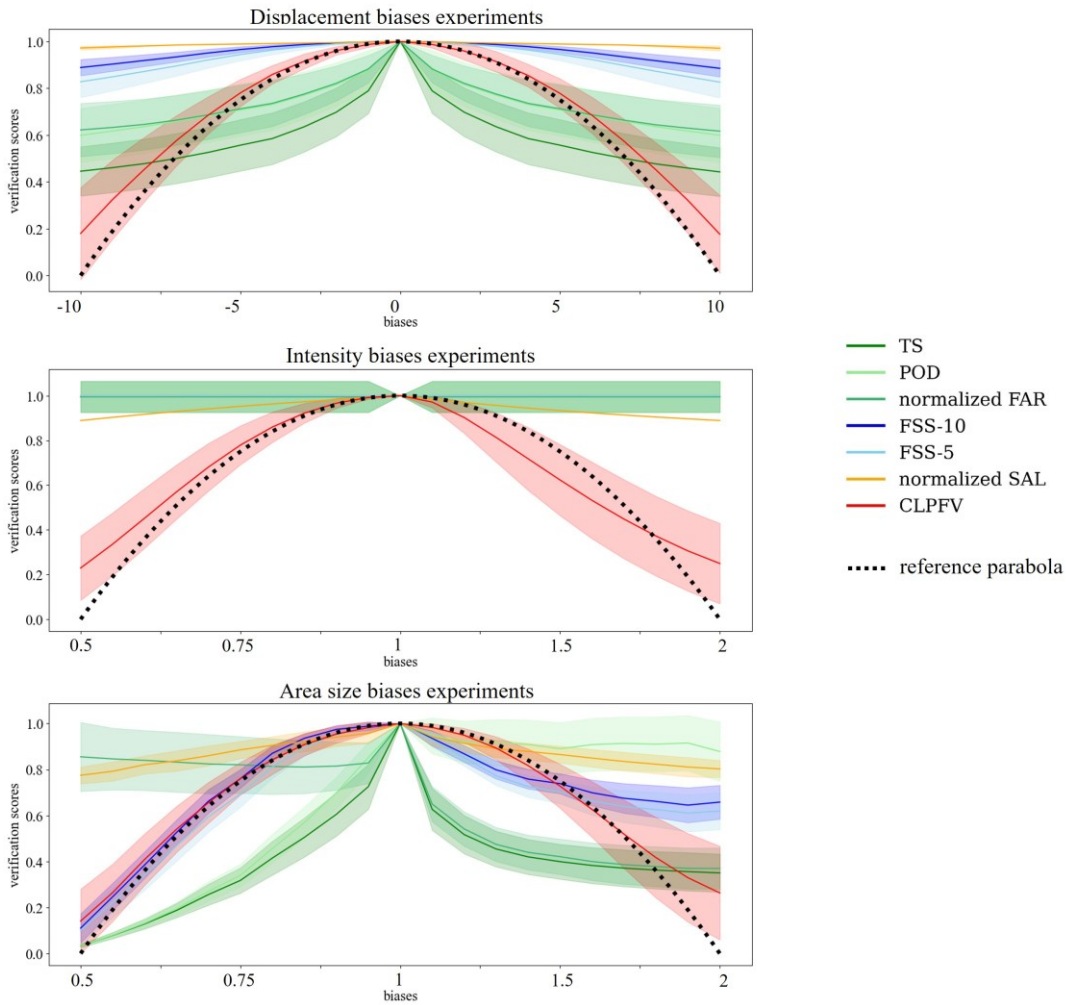 Displacement biases experiments
verification scores
1.0
0.8
0.6
0.4
0.2
0.0
-10 -5 0 5 10
biases
Intensity biases experiments
verification scores
1.0
0.8
0.6
0.4
0.2
0.0
0.5 0.75 1 1.5 2
biases
Area size biases experiments
verification scores
1.0
0.8
0.6
0.4
0.2
0.0
0.5 0.75 1 1.5 2
biases
TS
POD
normalized FAR
FSS-10
FSS-5
normalized SAL
CLPFV
reference parabola